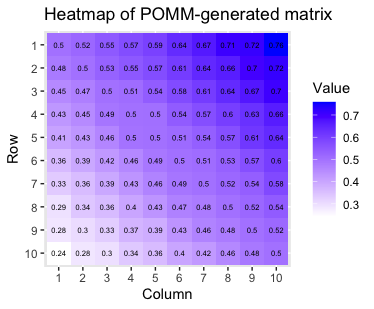 Heatmap of POMM-generated matrix
1 0.5 0.52 0.55 0.57 0.59 0.64 0.67 0.71 0.72 0.76
2 0.48 0.5 0.53 0.55 0.57 0.61 0.64 0.66 0.7 0.72
3 0.45 0.47 0.5 0.51 0.54 0.58 0.61 0.64 0.67 0.7
4 0.43 0.45 0.49 0.5 0.5 0.54 0.57 0.6 0.63 0.66
5 0.41 0.43 0.46 0.5 0.5 0.51 0.54 0.57 0.61 0.64
6 0.36 0.39 0.42 0.46 0.49 0.5 0.51 0.53 0.57 0.6
7 0.33 0.36 0.39 0.43 0.46 0.49 0.5 0.52 0.54 0.58
8 0.29 0.34 0.36 0.4 0.43 0.47 0.48 0.5 0.52 0.54
9 0.28 0.3 0.33 0.37 0.39 0.43 0.46 0.48 0.5 0.52
10 0.24 0.28 0.3 0.34 0.36 0.4 0.42 0.46 0.48 0.5
1 2 3 4 5 6 7 8 9 10
Column
Row
Value
0.7
0.6
0.5
0.4
0.3